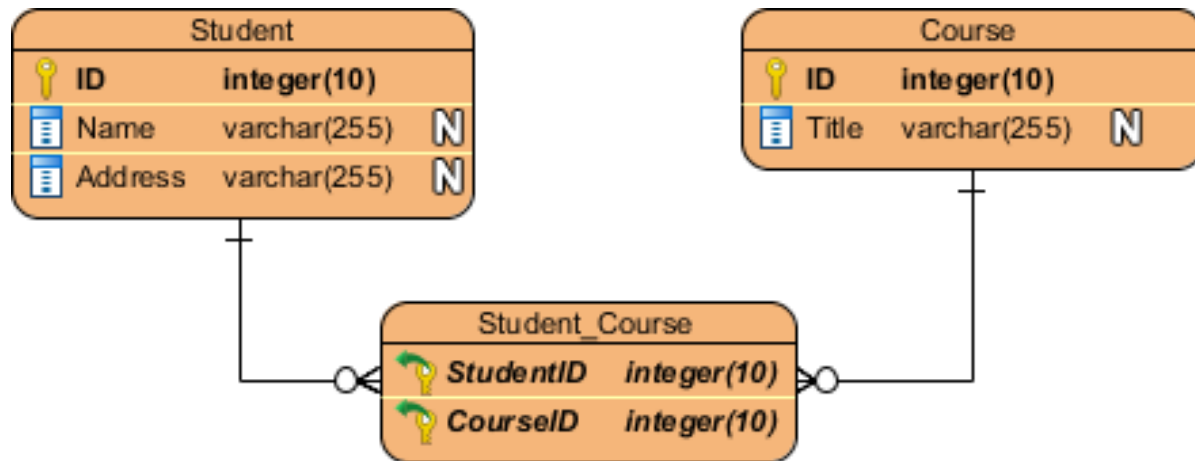 Student
ID integer(10)
Name varchar(255) N
Address varchar(255) N
Course
ID integer(10)
Title varchar(255) N
Student_Course
StudentID integer(10)
CourseID integer(10)